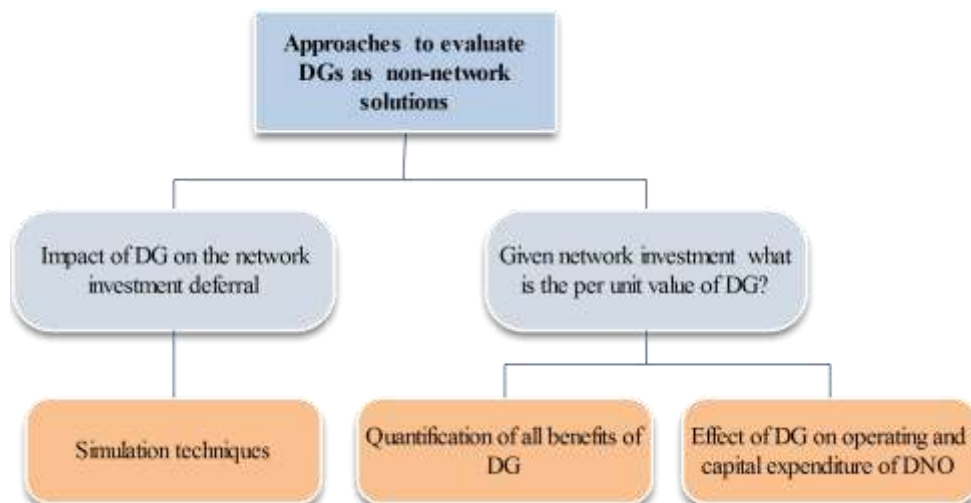 Approaches to evaluate
DGs as non-network
solutions
Impact of DG on the network
investment deferral
Given network investment what
is the per unit value of DG?
Simulation techniques
Quantification of all benefits of
DG
Effect of DG on operating and
capital expenditure of DNO